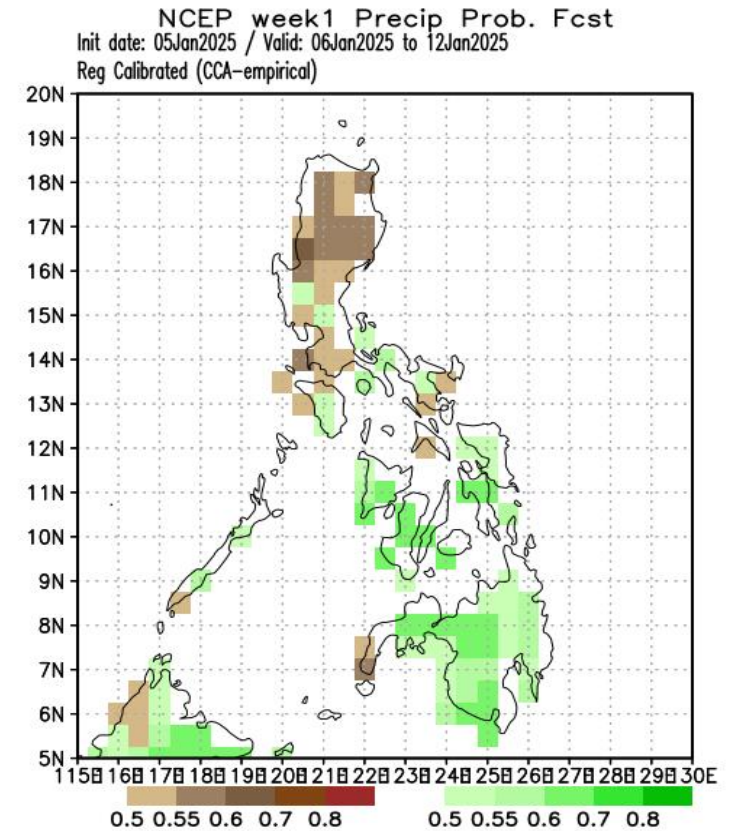 NCEP week1 Precip Prob. Fcst
Init date: 05Jan2025 / Valid: 06Jan2025 to 12Jan2025
Reg Calibrated (CCA-empirical)
20N
19N
18N
17N
16N
15N
14N
13N
12N
11N
10N
9N
8N
7N
6N
5N
115E 116E 117E 118E 119E 120E 121E 122E 123E 124E 125E 126E 127E 128E 129E 130E
0.5 0.55 0.6 0.7 0.8 0.5 0.55 0.6 0.7 0.8